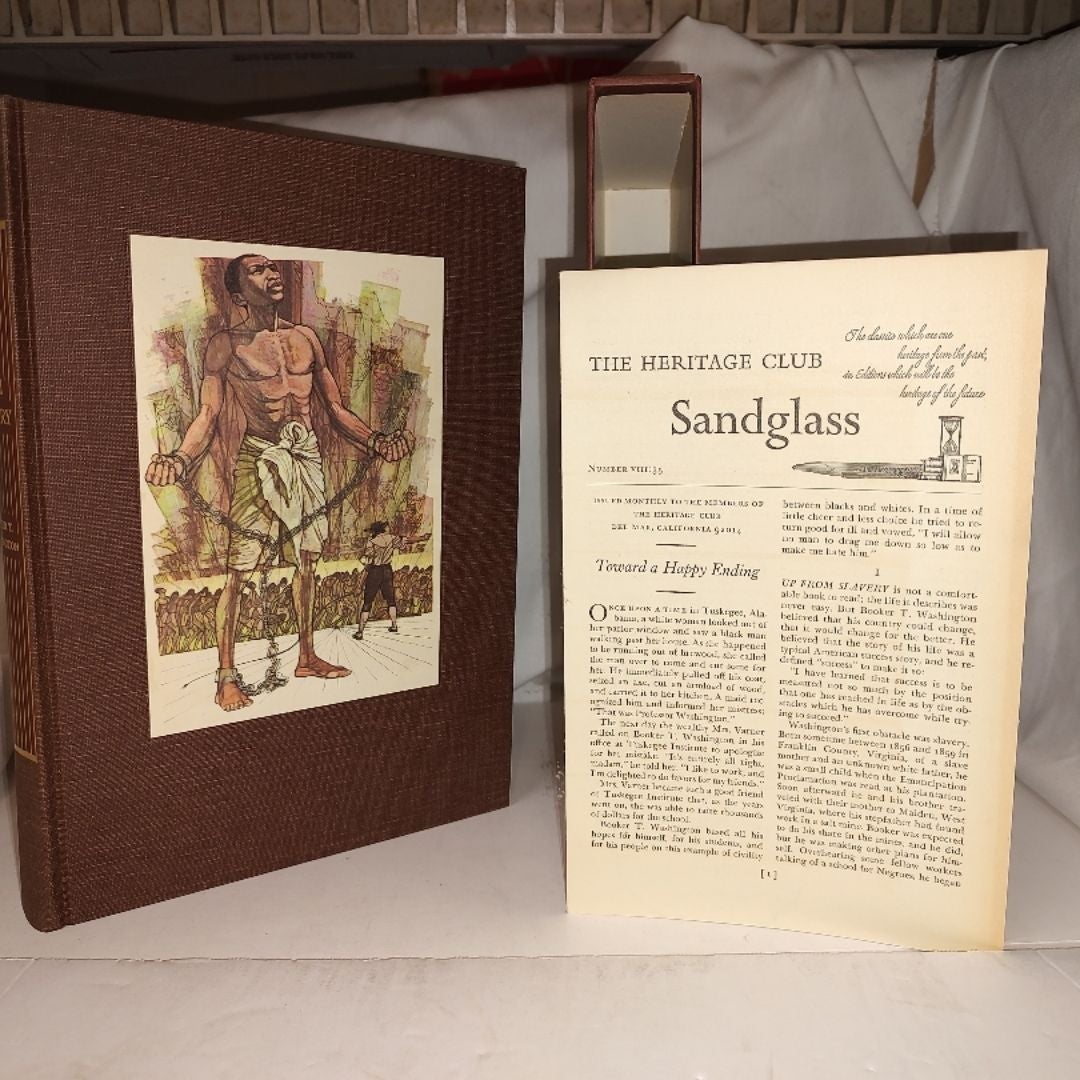 RY
T.
GTON
THE HERITAGE CLUB
The classics which are our
heritage from the past,
in Editions which will be the
heritage of the future
Sandglass
NUMBER VIII:35
ISSUED MONTHLY TO THE MEMBERS OF
THE HERITAGE CLUB
DEL MAR, CALIFORNIA 92014
Toward a Happy Ending
ONCE UPON A TIME in Tuskegee, Ala-
bama, a white woman looked out of
her parlor window and saw a black man
walking past her house. As she happened
to be running out of firewood, she called
the man over to come and cut some for
her. He immediately pulled off his coat,
seized an axe, cut an armload of wood,
and carried it to her kitchen. A maid rec-
ognized him and informed her mistress:
"That was Professor Washington."
The next day the wealthy Mrs. Varner
called on Booker T. Washington in his
office at Tuskegee Institute to apologize
for her mistake. "It's entirely all right,
madam," he told her. "I like to work, and
I'm delighted to do favors for my friends."
Mrs. Varner became such a good friend
of Tuskegee Institute that, as the years
went on, she was able to raise thousands
of dollars for the school.
Booker T. Washington based all his
hopes for himself, for his students, and
for his people on this example of civility
between blacks and whites. In a time of
little cheer and less choice he tried to re-
turn good for ill and vowed, "I will allow
no man to drag me down so low as to
make me hate him."
I
UP FROM SLAVERY is not a comfort-
able book to read; the life it describes was
never easy. But Booker T. Washington
believed that his country could change,
that it would change for the better. He
believed that the story of his life was a
typical American success story, and he re-
defined "success" to make it so:
"I have learned that success is to be
measured not so much by the position
that one has reached in life as by the ob-
stacles which he has overcome while try-
ing to succeed."
Washington's first obstacle was slavery.
Born sometime between 1856 and 1859 in
Franklin County, Virginia, of a slave
mother and an unknown white father, he
was a small child when the Emancipation
Proclamation was read at his plantation.
Soon afterward he and his brother tra-
veled with their mother to Malden, West
Virginia, where his stepfather had found
work in a salt mine. Booker was expected
to do his share in the mines, and he did,
but he was making other plans for him-
self. Overhearing some fellow workers
talking of a school for Negroes, he began
[1]